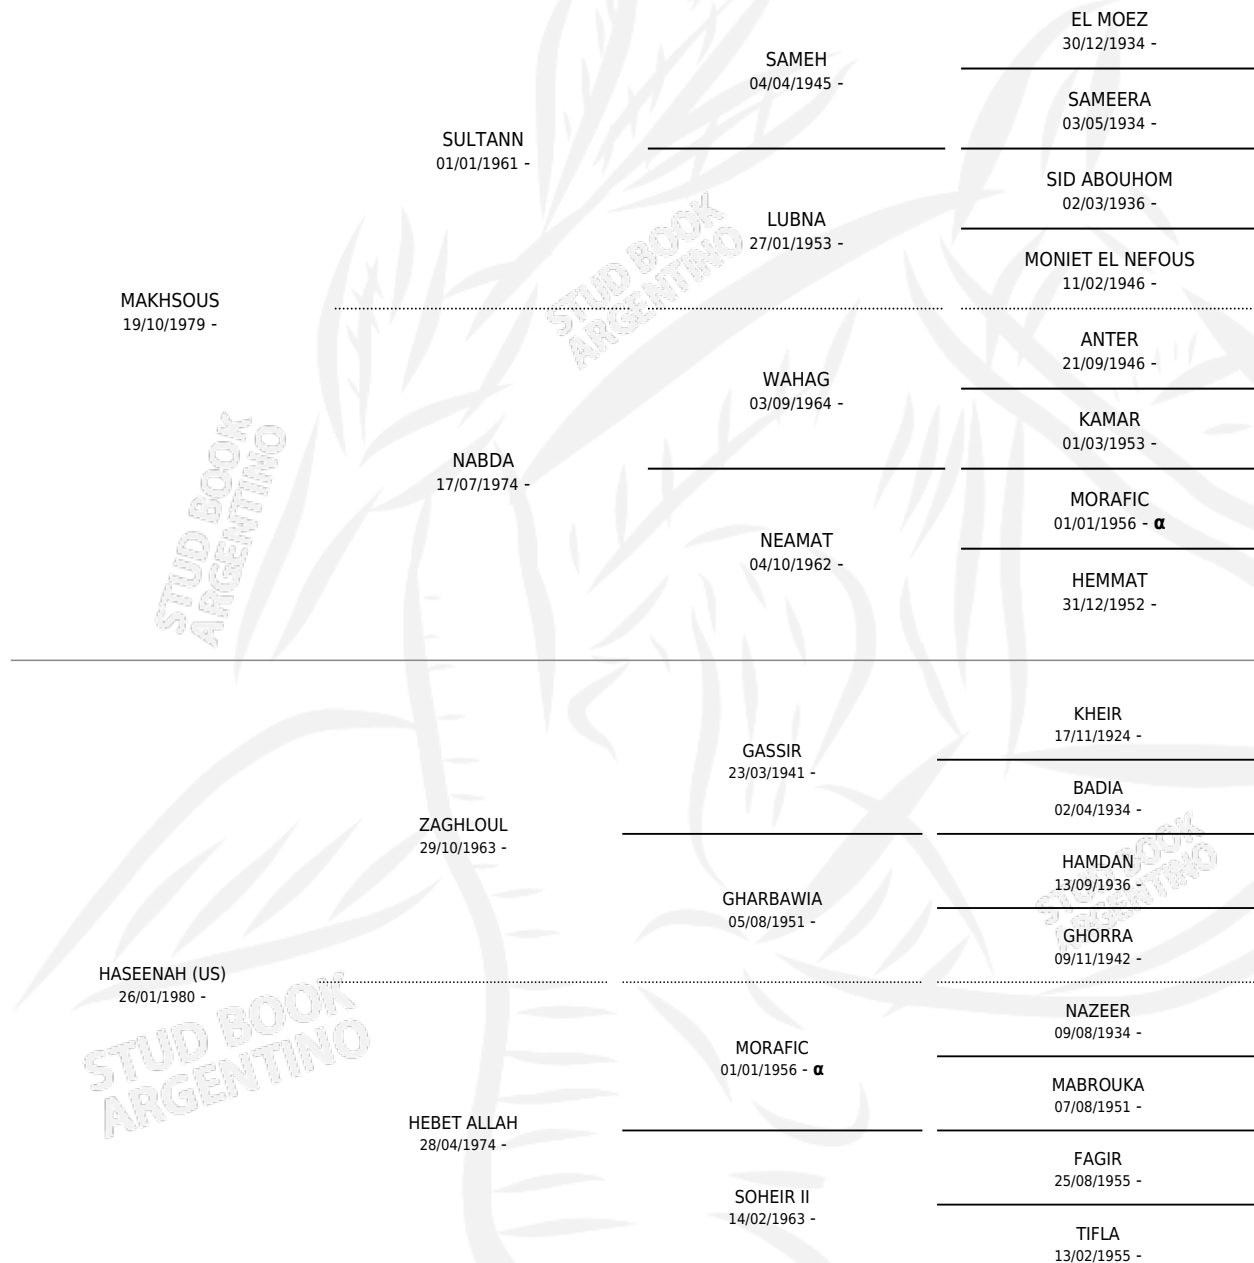 EL MOEZ
30/12/1934 -
SAMEH
04/04/1945 -
SAMEERA
03/05/1934 -
SULTANN
01/01/1961 -
SID ABOUHOM
02/03/1936 -
LUBNA
27/01/1953 -
MONIET EL NEFOUS
11/02/1946 -
MAKHSOUS
19/10/1979 -
STUD BOOK
ARGENTINO
ANTER
21/09/1946 -
WAHAG
03/09/1964 -
KAMAR
01/03/1953 -
NABDA
17/07/1974 -
MORAFIC
01/01/1956 - α
NEAMAT
04/10/1962 -
HEMMAT
31/12/1952 -
STUD BOOK
ARGENTINO
KHEIR
17/11/1924 -
GASSIR
23/03/1941 -
BADIA
02/04/1934 -
ZAGHLOUL
29/10/1963 -
HAMDAN
13/09/1936 -
STUD BOOK
ARGENTINO
GHARBAWIA
05/08/1951 -
GHORRA
09/11/1942 -
HASEENAH (US)
26/01/1980 -
STUD BOOK
ARGENTINO
NAZEER
09/08/1934 -
MORAFIC
01/01/1956 - α
MABROUKA
07/08/1951 -
HEBET ALLAH
28/04/1974 -
FAGIR
25/08/1955 -
SOHEIR II
14/02/1963 -
TIFLA
13/02/1955 -